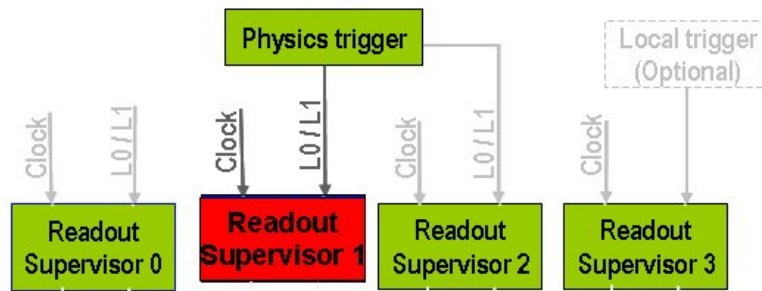 Physics trigger
Local trigger
(Optional)
Clock
L0 / L1
Clock
L0 / L1
Clock
L0 / L1
Clock
Readout
Supervisor 0
Readout
Supervisor 1
Readout
Supervisor 2
Readout
Supervisor 3